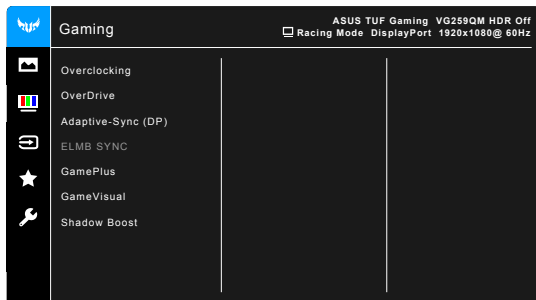 Gaming
ASUS TUF Gaming VG259QM HDR Off
Racing Mode DisplayPort 1920x1080@ 60Hz
Overclocking
OverDrive
Adaptive-Sync (DP)
ELMB SYNC
GamePlus
GameVisual
Shadow Boost